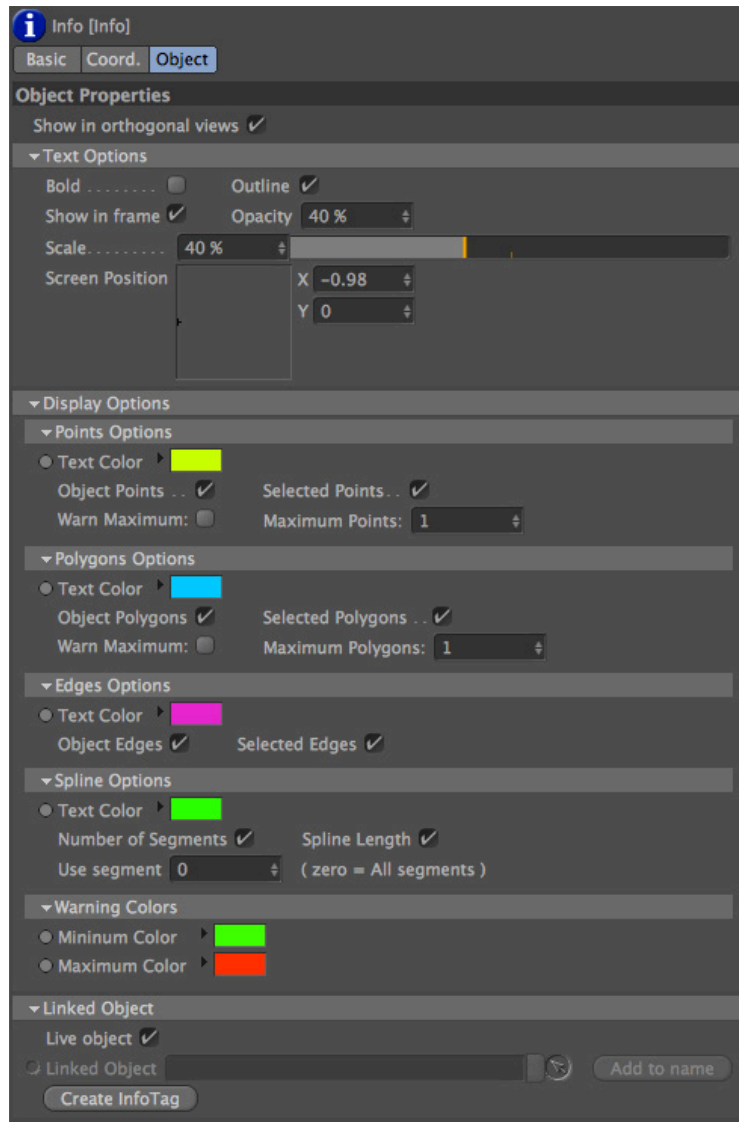 Info [Info]
Basic Coord. Object
Object Properties
Show in orthogonal views
Text Options
Bold ........ Outline
Show in frame Opacity 40 %
Scale......... 40 %
Screen Position X -0.98
Y 0
Display Options
Points Options
Text Color
Object Points .. Selected Points..
Warn Maximum: Maximum Points: 1
Polygons Options
Text Color
Object Polygons Selected Polygons ..
Warn Maximum: Maximum Polygons: 1
Edges Options
Text Color
Object Edges Selected Edges
Spline Options
Text Color
Number of Segments Spline Length
Use segment 0 ( zero = All segments )
Warning Colors
Mininum Color
Maximum Color
Linked Object
Live object
Linked Object Add to name
Create InfoTag